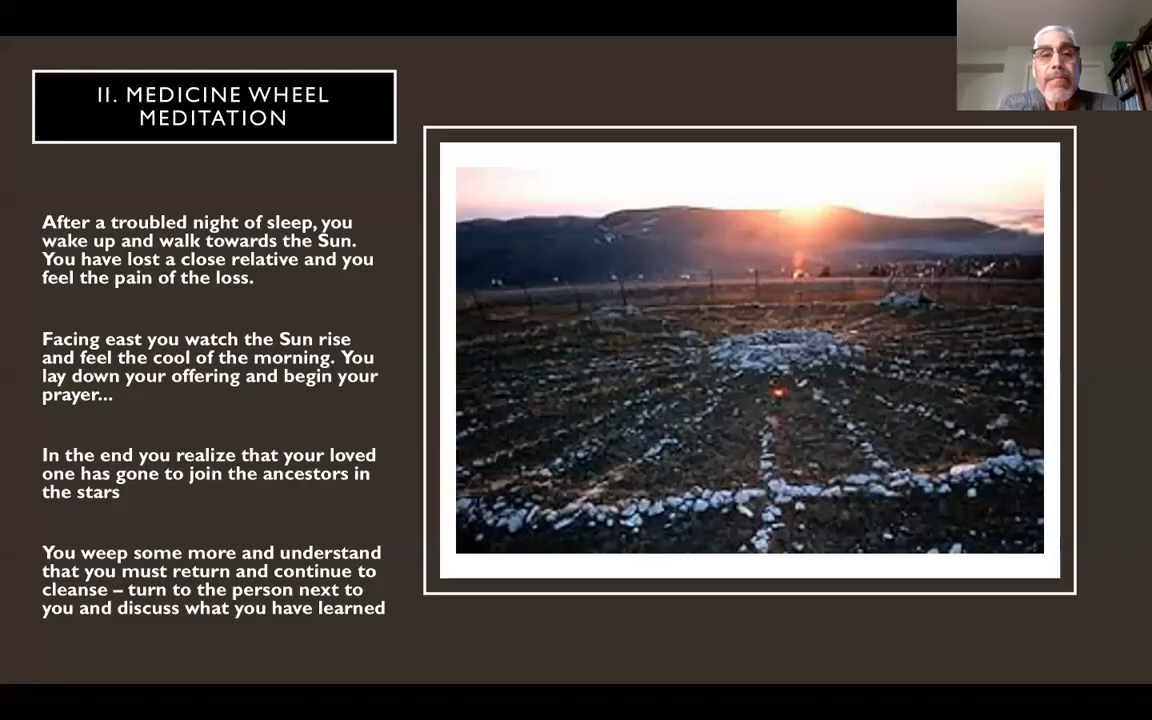 II. MEDICINE WHEEL
MEDITATION
After a troubled night of sleep, you
wake up and walk towards the Sun.
You have lost a close relative and you
feel the pain of the loss.
Facing east you watch the Sun rise
and feel the cool of the morning. You
lay down your offering and begin your
prayer...
In the end you realize that your loved
one has gone to join the ancestors in
the stars
You weep some more and understand
that you must return and continue to
cleanse – turn to the person next to
you and discuss what you have learned